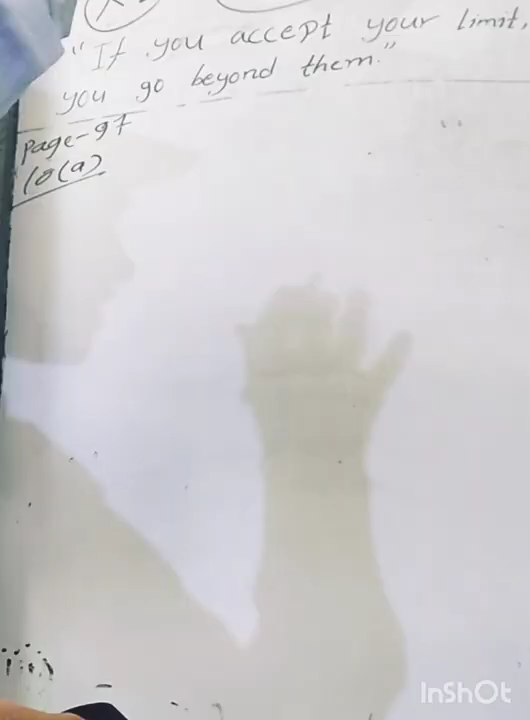 "If you accept your limit,
you go beyond them."
Page-97
10(a)
InShOt